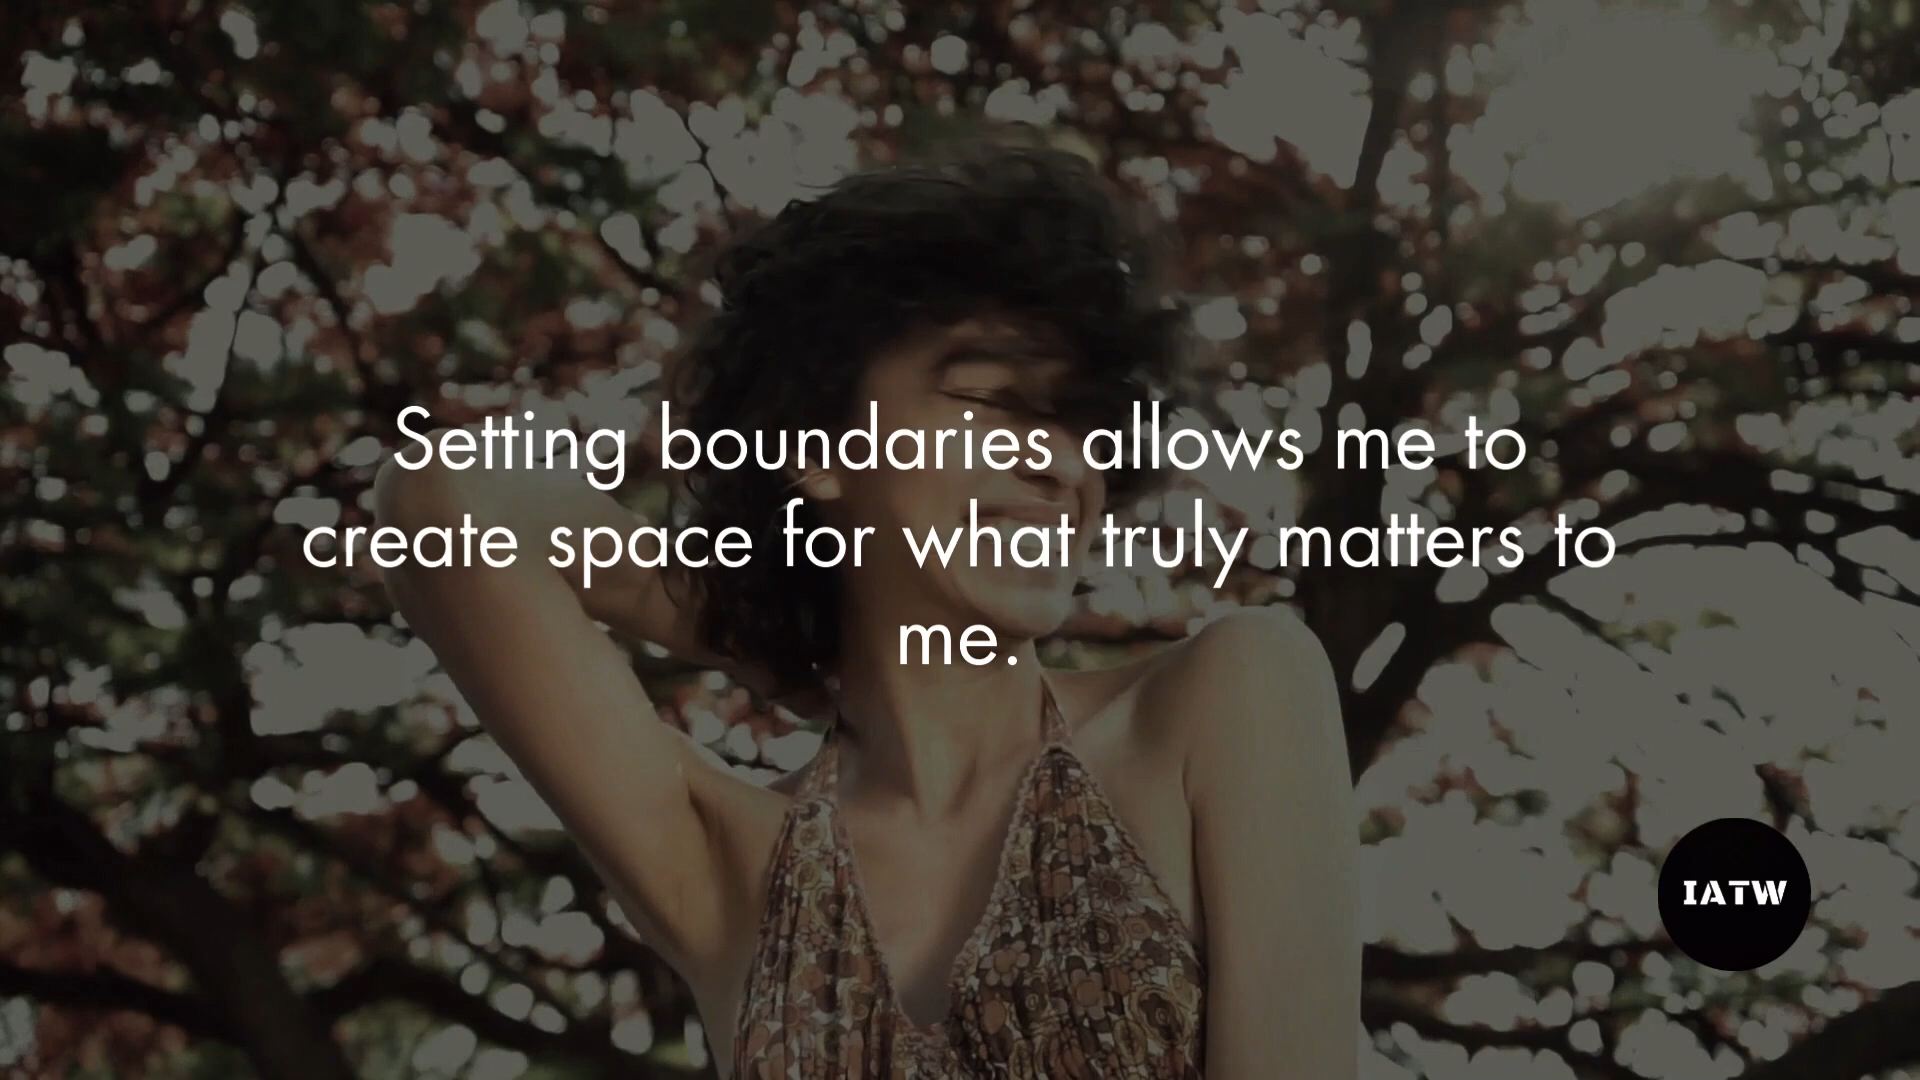 Setting boundaries allows me to
create space for what truly matters to
me.
IATW